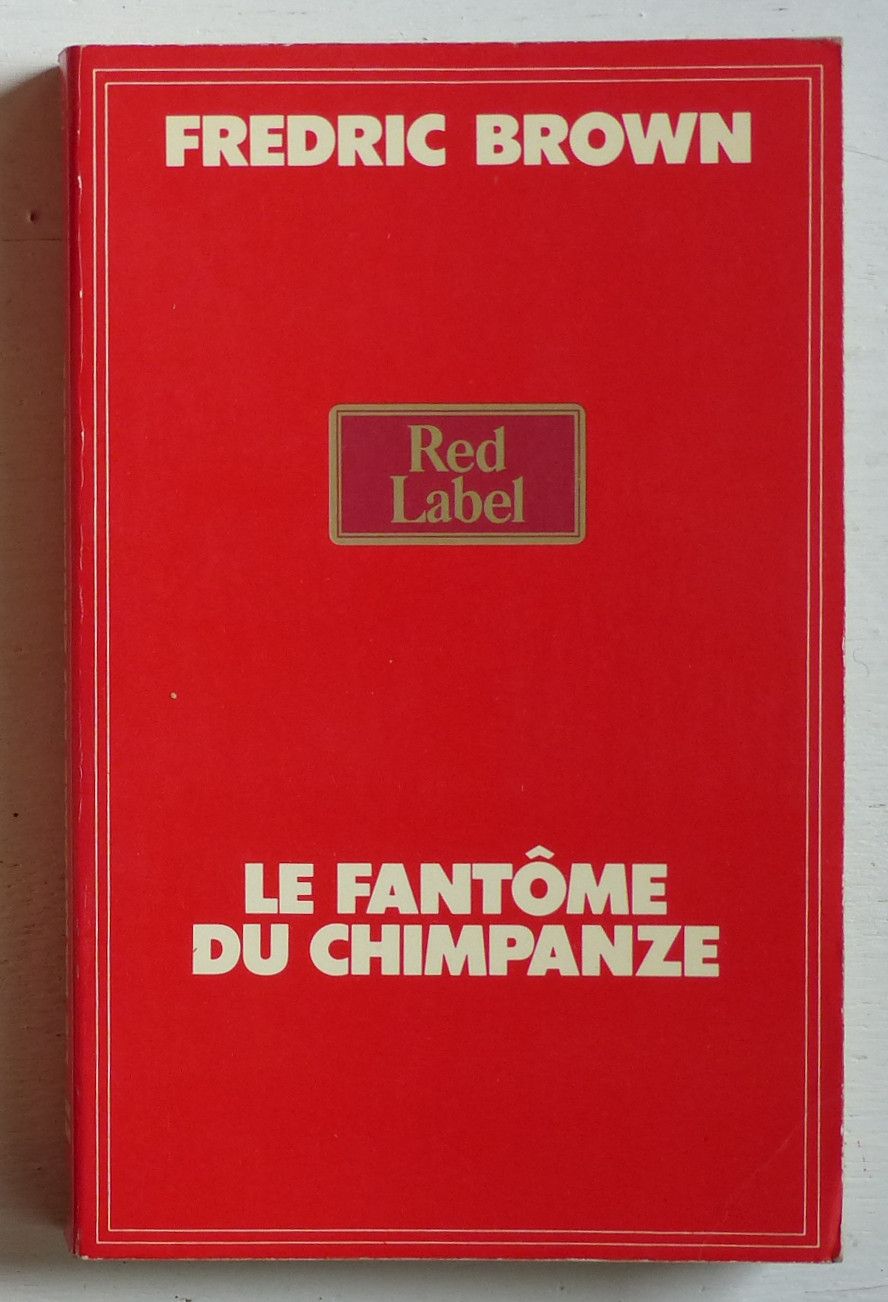 FREDRIC BROWN
Red
Label
LE FANTÔME
DU CHIMPANZE